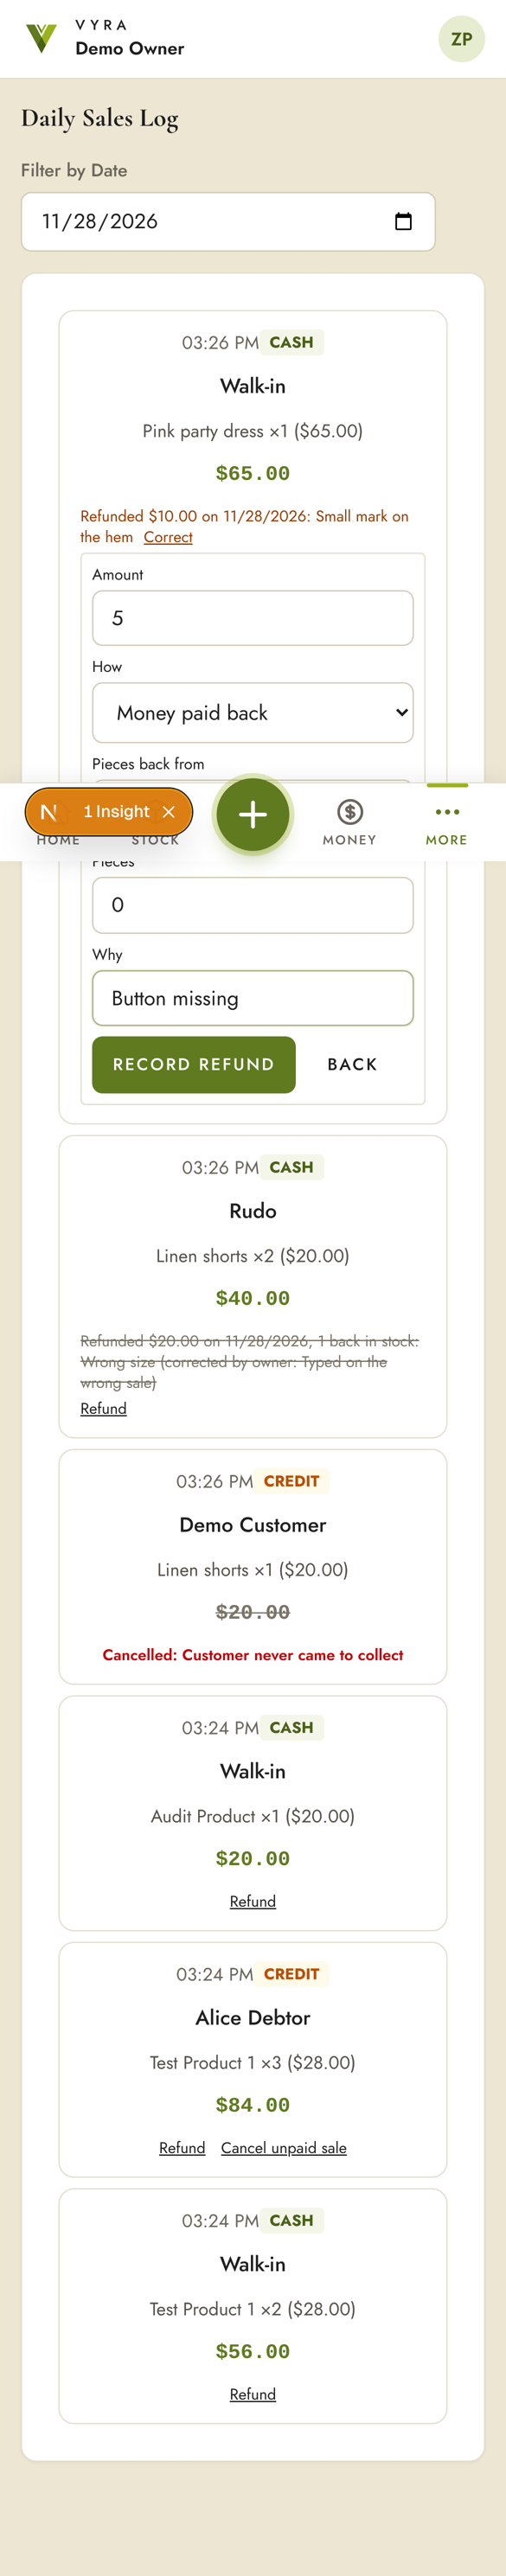 VYRA
Demo Owner
ZP
Daily Sales Log
Filter by Date
11/28/2026
03:26 PM CASH
Walk-in
Pink party dress ×1 ($65.00)
$65.00
Refunded $10.00 on 11/28/2026: Small mark on
the hem Correct
Amount
5
How
Money paid back
Pieces back from
1 Insight
HOME
STOCK
MONEY
MORE
Pieces
0
Why
Button missing
RECORD REFUND
BACK
03:26 PM CASH
Rudo
Linen shorts ×2 ($20.00)
$40.00
Refunded $20.00 on 11/28/2026, 1 back in stock:
Wrong size (corrected by owner: Typed on the
wrong sale)
Refund
03:26 PM CREDIT
Demo Customer
Linen shorts ×1 ($20.00)
$20.00
Cancelled: Customer never came to collect
03:24 PM CASH
Walk-in
Audit Product ×1 ($20.00)
$20.00
Refund
03:24 PM CREDIT
Alice Debtor
Test Product 1 ×3 ($28.00)
$84.00
Refund Cancel unpaid sale
03:24 PM CASH
Walk-in
Test Product 1 ×2 ($28.00)
$56.00
Refund